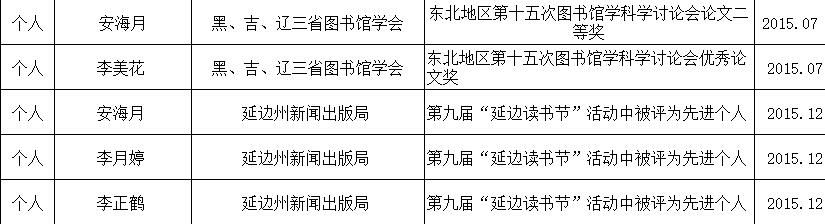 个人 安海月 黑、吉、辽三省图书馆学会 东北地区第十五次图书馆学科学讨论会论文二等奖 2015.07
个人 李美花 黑、吉、辽三省图书馆学会 东北地区第十五次图书馆学科学讨论会优秀论文奖 2015.07
个人 安海月 延边州新闻出版局 第九届“延边读书节”活动中被评为先进个人 2015.12
个人 李月婷 延边州新闻出版局 第九届“延边读书节”活动中被评为先进个人 2015.12
个人 李正鹤 延边州新闻出版局 第九届“延边读书节”活动中被评为先进个人 2015.12